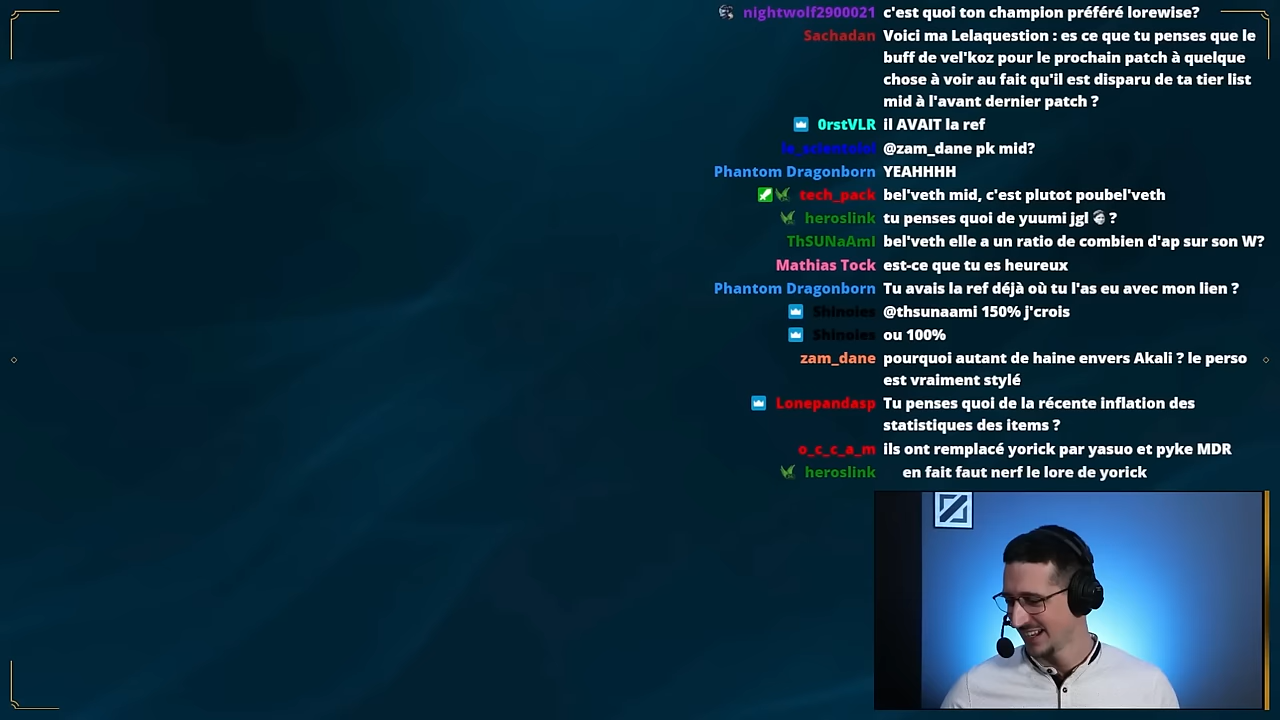 nightwolf2900021 c'est quoi ton champion préféré lorewise?
Sachadan Voici ma Lelaquestion : es ce que tu penses que le
buff de vel'koz pour le prochain patch à quelque
chose à voir au fait qu'il est disparu de ta tier list
mid à l'avant dernier patch ?
0rstVLR il AVAIT la ref
@zam_dane pk mid?
Phantom Dragonborn YEAHHHH
tech_pack bel'veth mid, c'est plutot poubel'veth
heroslink tu penses quoi de yuumi jgl ?
ThSUNaAmI bel'veth elle a un ratio de combien d'ap sur son W?
Mathias Tock est-ce que tu es heureux
Phantom Dragonborn Tu avais la ref déjà où tu l'as eu avec mon lien ?
Shinoies @thsunaami 150% j'crois
Shinoies ou 100%
zam_dane pourquoi autant de haine envers Akali ? le perso
est vraiment stylé
Lonepandasp Tu penses quoi de la récente inflation des
statistiques des items ?
o_c_c_a_m ils ont remplacé yorick par yasuo et pyke MDR
heroslink en fait faut nerf le lore de yorick